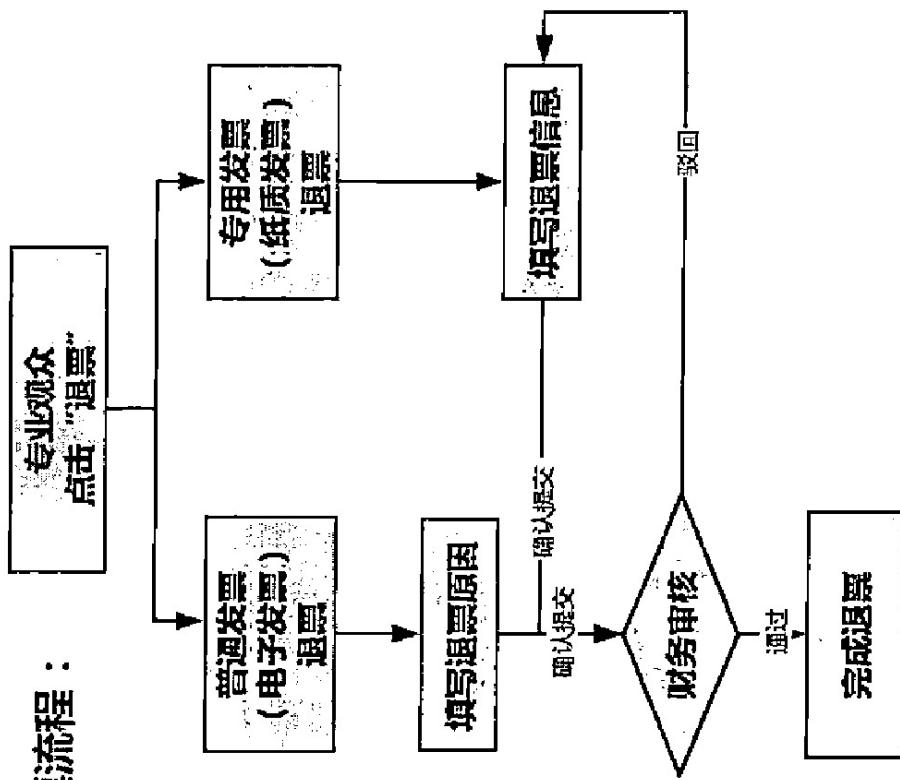 流程：
专业观众
点击“退票”
普通发票
（电子发票）
退票
专用发票
（纸质发票）
退票
填写退票原因
填写退票信息
确认提交
确认提交
财务审核
驳回
通过
完成退票